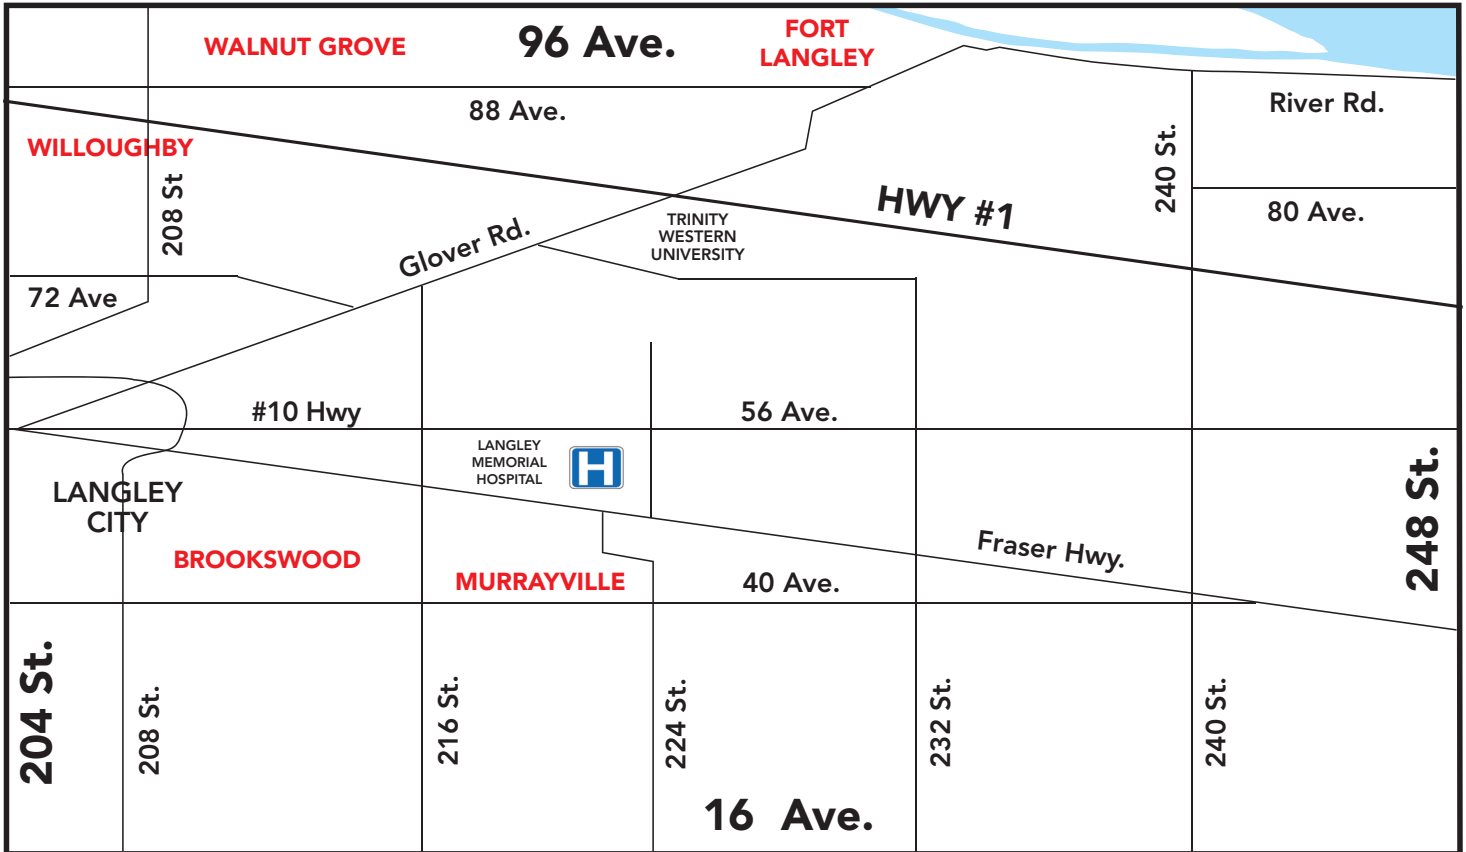 WALNUT GROVE
96 Ave.
FORT
LANGLEY
88 Ave.
River Rd.
WILLOUGHBY
208 St
240 St.
HWY #1
80 Ave.
TRINITY
WESTERN
UNIVERSITY
Glover Rd.
72 Ave
#10 Hwy
56 Ave.
LANGLEY
MEMORIAL
HOSPITAL
H
LANGLEY
CITY
248 St.
BROOKSWOOD
Fraser Hwy.
MURRAYVILLE
40 Ave.
204 St.
208 St.
216 St.
224 St.
232 St.
240 St.
16 Ave.